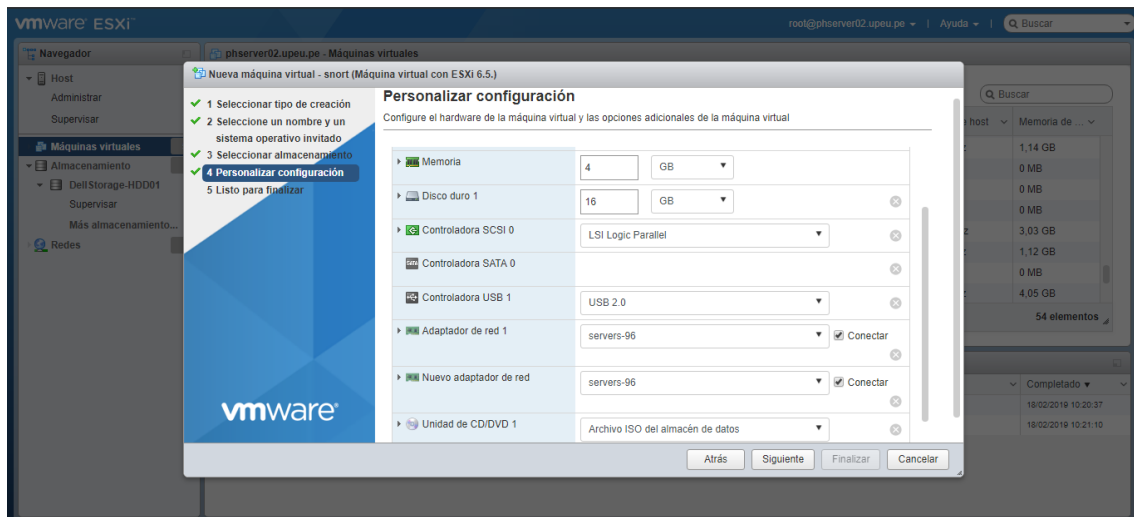 vmware ESXi™
root@phserver02.upeu.pe
Ayuda
Buscar
Navegador
phserver02.upeu.pe - Máquinas virtuales
Host
Administrar
Supervisar
Máquinas virtuales
Almacenamiento
DellStorage-HDD01
Supervisar
Más almacenamiento...
Redes
Nueva máquina virtual - snort (Máquina virtual con ESXi 6.5.)
1 Seleccionar tipo de creación
2 Seleccione un nombre y un
sistema operativo invitado
3 Seleccionar almacenamiento
4 Personalizar configuración
5 Listo para finalizar
vmware®
Personalizar configuración
Configure el hardware de la máquina virtual y las opciones adicionales de la máquina virtual
Memoria 4 GB
Disco duro 1 16 GB
Controladora SCSI 0 LSI Logic Parallel
Controladora SATA 0
Controladora USB 1 USB 2.0
Adaptador de red 1 servers-96 Conectar
Nuevo adaptador de red servers-96 Conectar
Unidad de CD/DVD 1 Archivo ISO del almacén de datos
Atrás Siguiente Finalizar Cancelar
Buscar
host Memoria de ...
1,14 GB
0 MB
0 MB
0 MB
3,03 GB
1,12 GB
0 MB
4,05 GB
54 elementos
Completado
18/02/2019 10:20:37
18/02/2019 10:21:10